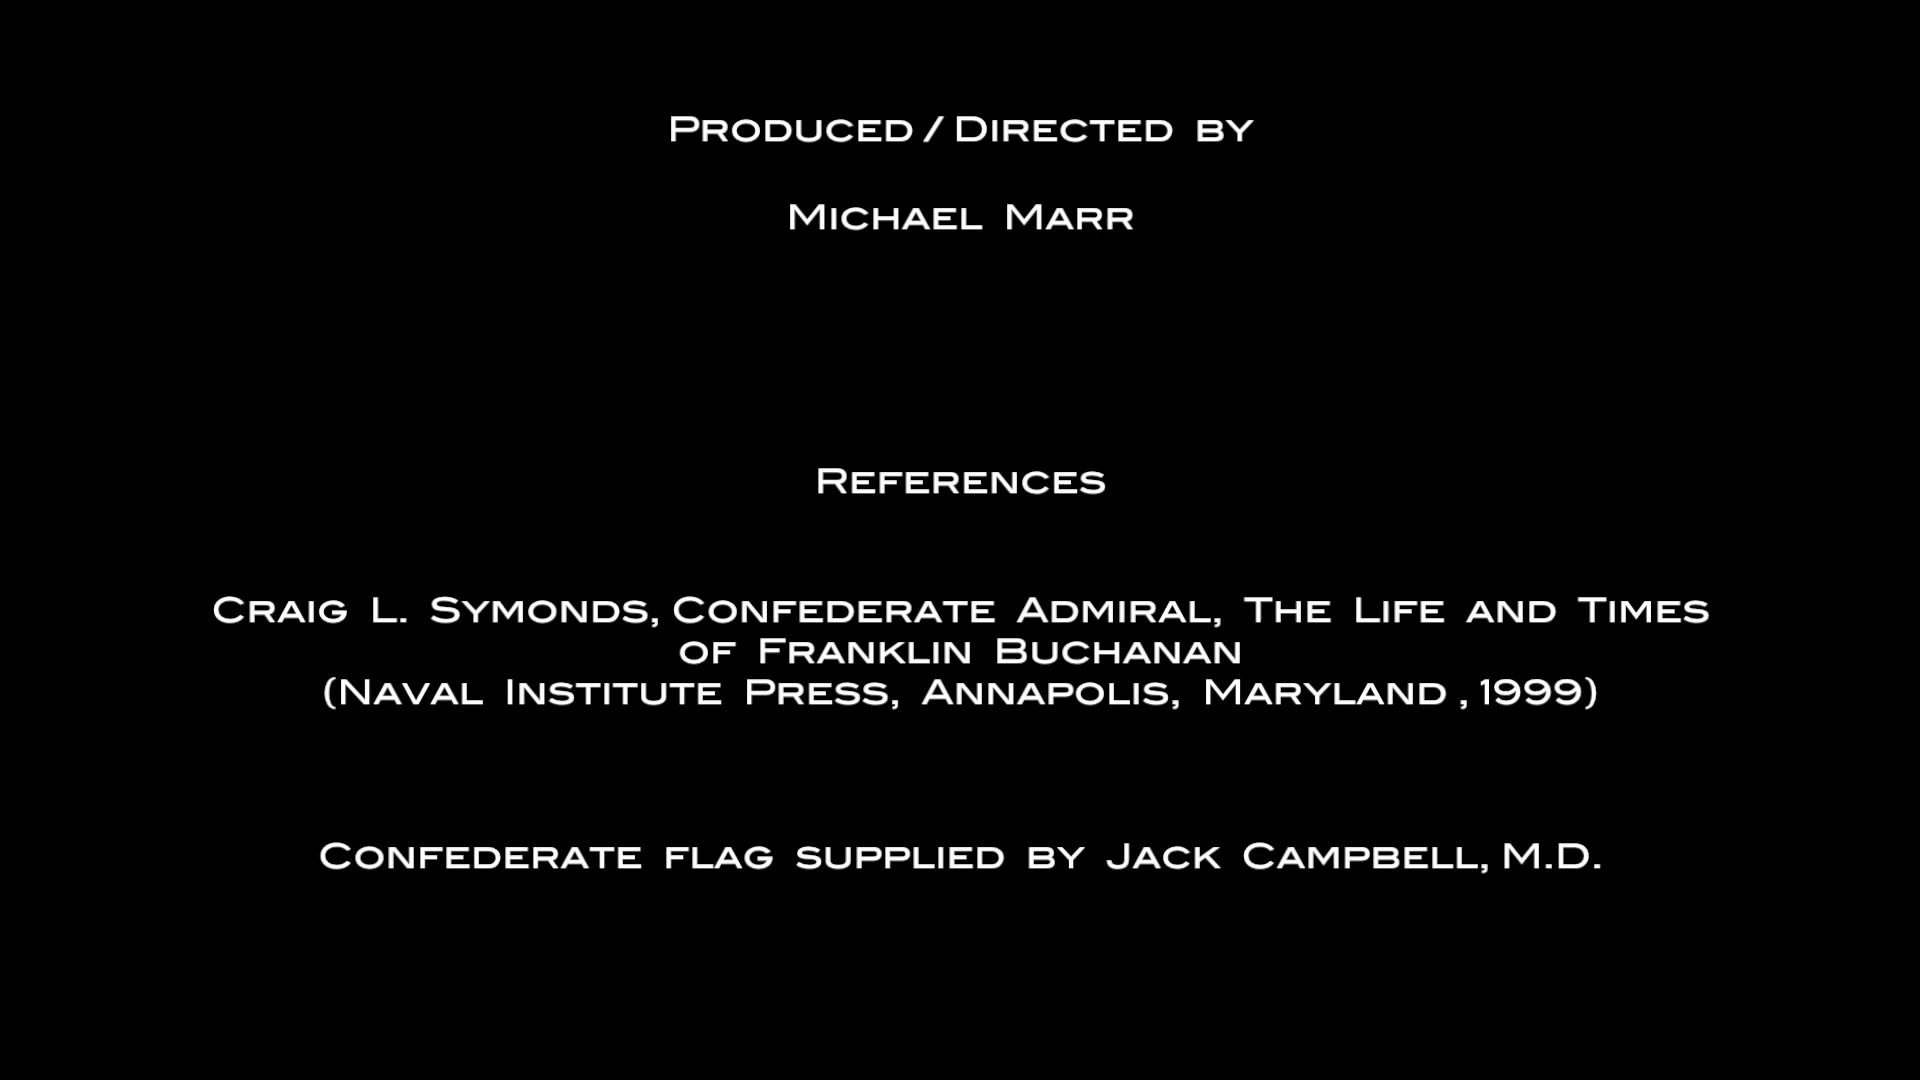 Produced / Directed by
Michael Marr
References
Craig L. Symonds, Confederate Admiral, The Life and Times
of Franklin Buchanan
(Naval Institute Press, Annapolis, Maryland , 1999)
Confederate flag supplied by Jack Campbell, M.D.